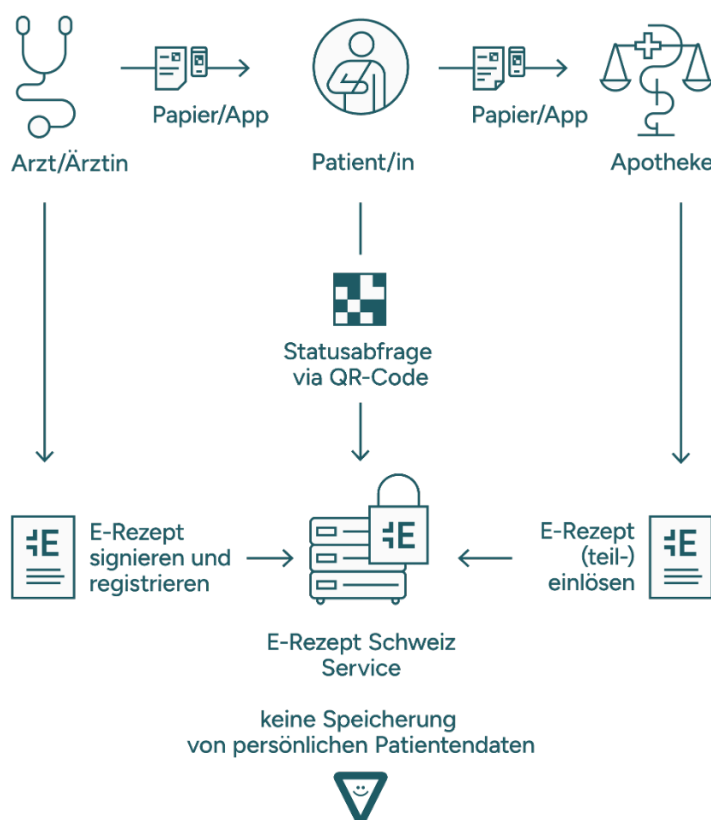 Papier/App
Papier/App
Arzt/Ärztin
Patient/in
Apotheke
Statusabfrage
via QR-Code
E
E-Rezept
signieren und
registrieren
E
E-Rezept
(teil-)
einlösen
E
E-Rezept Schweiz
Service
keine Speicherung
von persönlichen Patientendaten